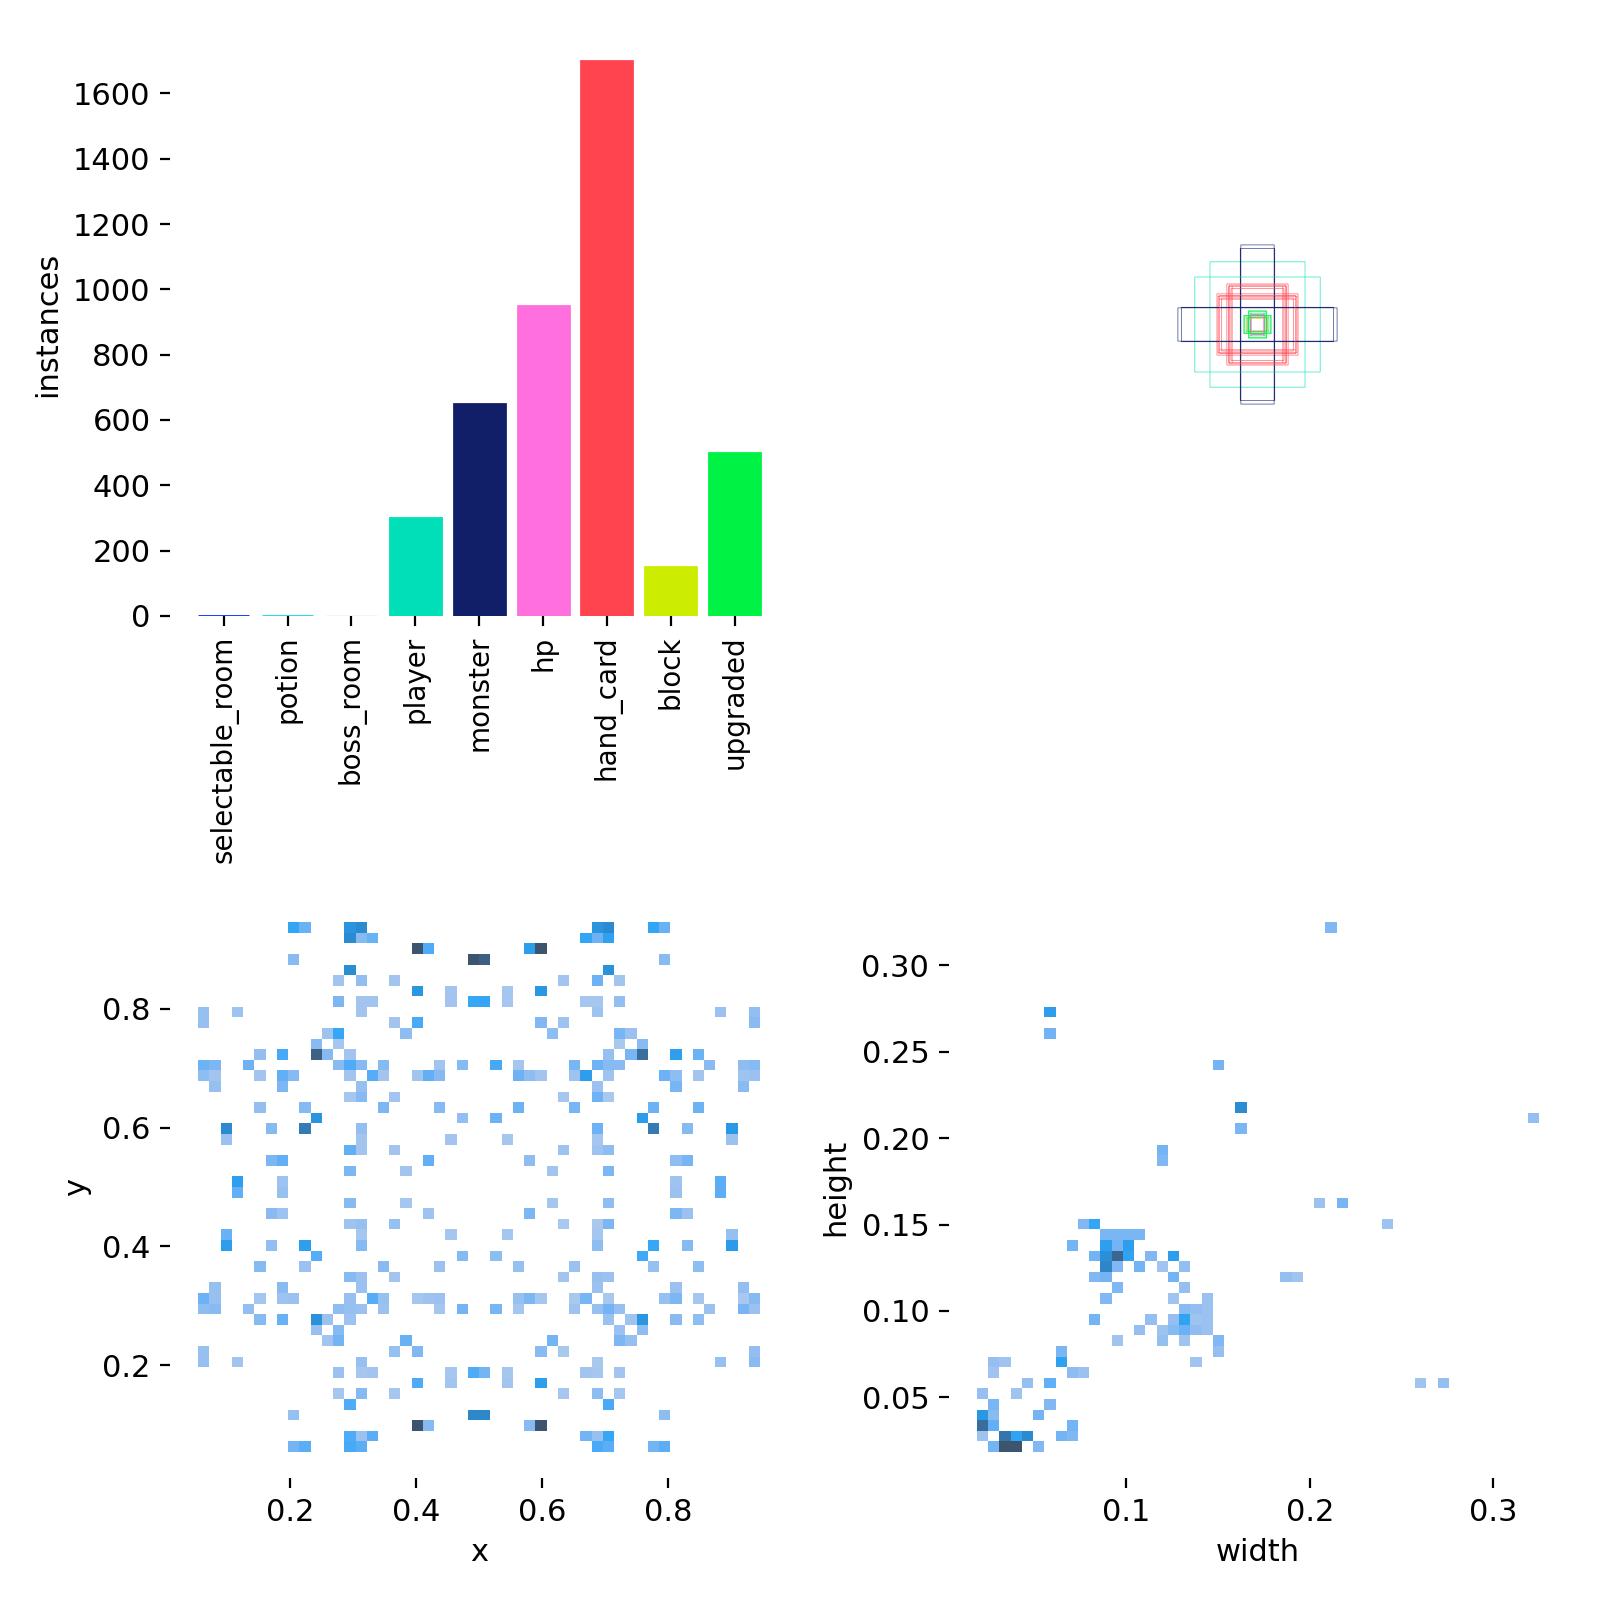 instances
1600
1400
1200
1000
800
600
400
200
0
selectable_room
potion
boss_room
player
monster
hp
hand_card
block
upgraded
y
0.8
0.6
0.4
0.2
0.2 0.4 0.6 0.8
x
height
0.30
0.25
0.20
0.15
0.10
0.05
0.1 0.2 0.3
width